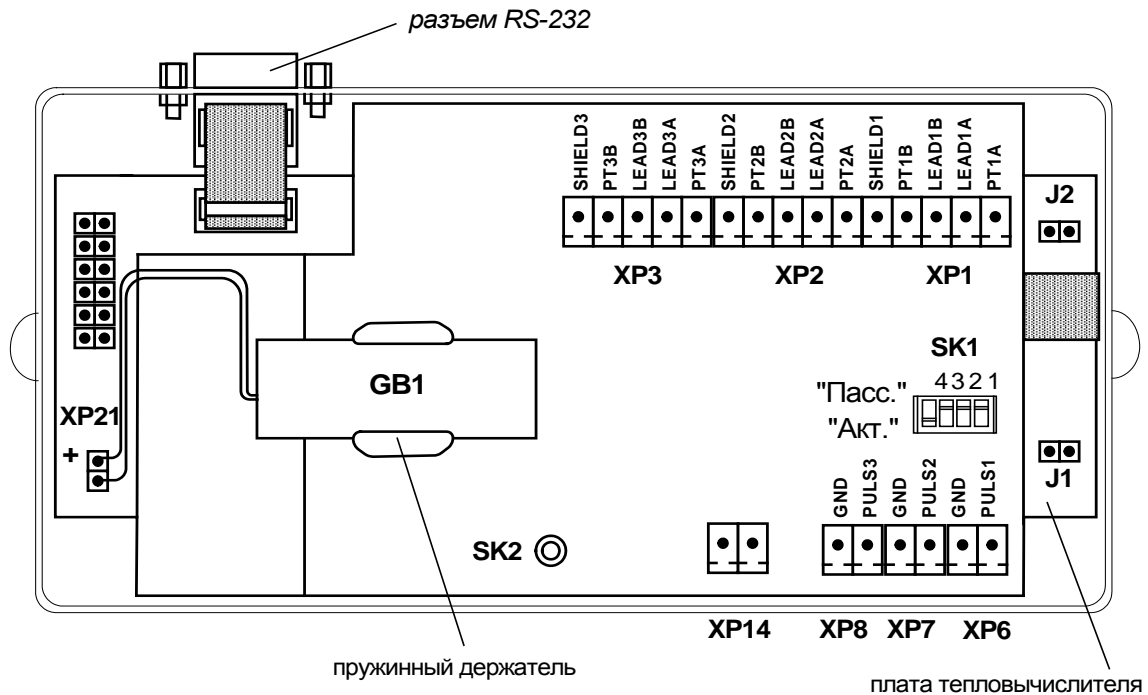 разъем RS-232
SHIELD3
PT3B
LEAD3B
LEAD3A
PT3A
SHIELD2
PT2B
LEAD2B
LEAD2A
PT2A
SHIELD1
PT1B
LEAD1B
LEAD1A
PT1A
J2
XP3 XP2 XP1
SK1
GB1
"Пасс." 4321
"Акт."
XP21
+
J1
GND
PULS3
GND
PULS2
GND
PULS1
SK2
XP14 XP8 XP7 XP6
пружинный держатель
плата тепловычислителя